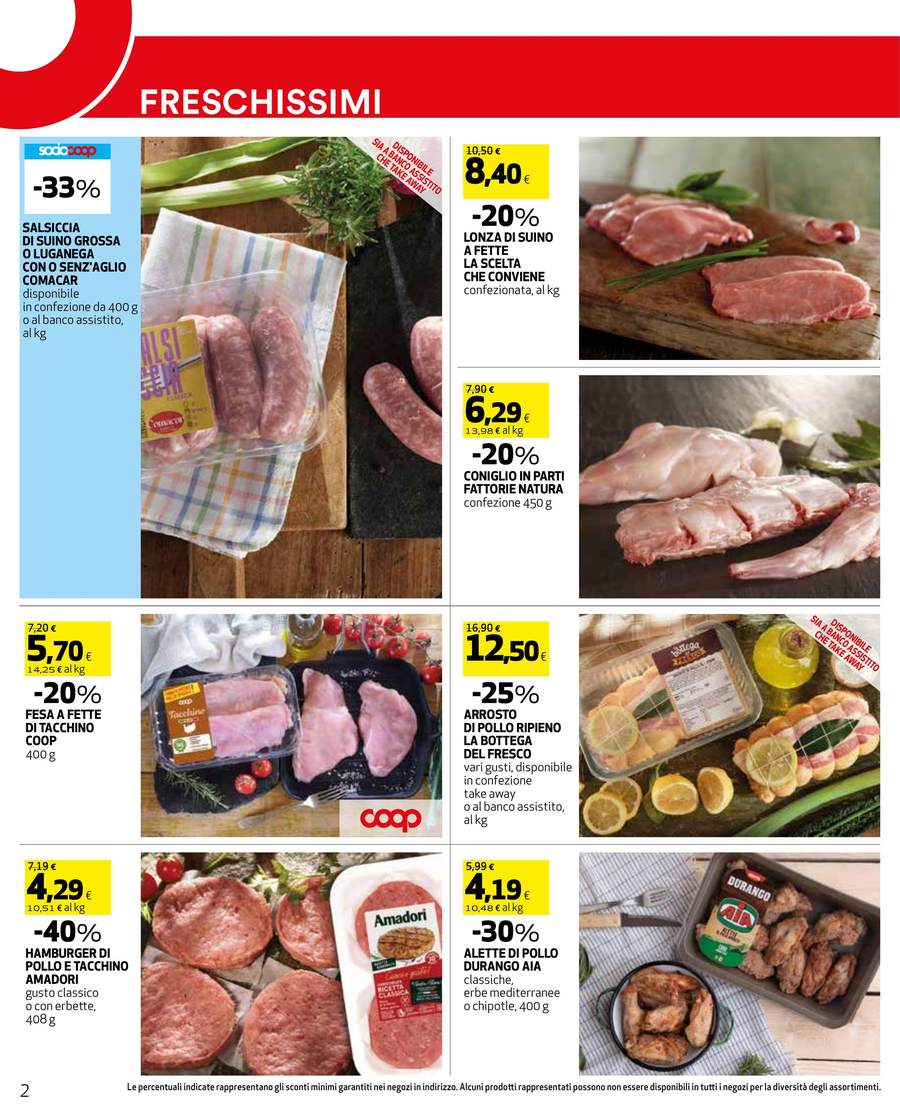 FRESCHISSIMI
sociocoop
-33%
SALSICCIA
DI SUINO GROSSA
O LUGANEGA
CON O SENZ'AGLIO
COMACAR
disponibile
in confezione da 400 g
o al banco assistito,
al kg
DISPONIBILE
SIA A BANCO ASSISTITO
CHE TAKE AWAY
Comacar
10,50 €
8,40 €
-20%
LONZA DI SUINO
A FETTE
LA SCELTA
CHE CONVIENE
confezionata, al kg
7,90 €
6,29 €
13,98 € al kg
-20%
CONIGLIO IN PARTI
FATTORIE NATURA
confezione 450 g
7,20 €
5,70 €
14,25 € al kg
-20%
FESA A FETTE
DI TACCHINO
COOP
400 g
coop
Tacchino
coop
16,90 €
12,50 €
-25%
ARROSTO
DI POLLO RIPIENO
LA BOTTEGA
DEL FRESCO
vari gusti, disponibile
in confezione
take away
o al banco assistito,
al kg
DISPONIBILE
SIA A BANCO ASSISTITO
CHE TAKE AWAY
bottega
7,19 €
4,29 €
10,51 € al kg
-40%
HAMBURGER DI
POLLO E TACCHINO
AMADORI
gusto classico
o con erbette,
408 g
Amadori
HAMBURGER
RICETTA
CLASSICA
5,99 €
4,19 €
10,48 € al kg
-30%
ALETTE DI POLLO
DURANGO AIA
classiche,
erbe mediterranee
o chipotle, 400 g
DURANGO
AIA
ALETTE
DI POLLO
2
Le percentuali indicate rappresentano gli sconti minimi garantiti nei negozi in indirizzo. Alcuni prodotti rappresentati possono non essere disponibili in tutti i negozi per la diversità degli assortimenti.